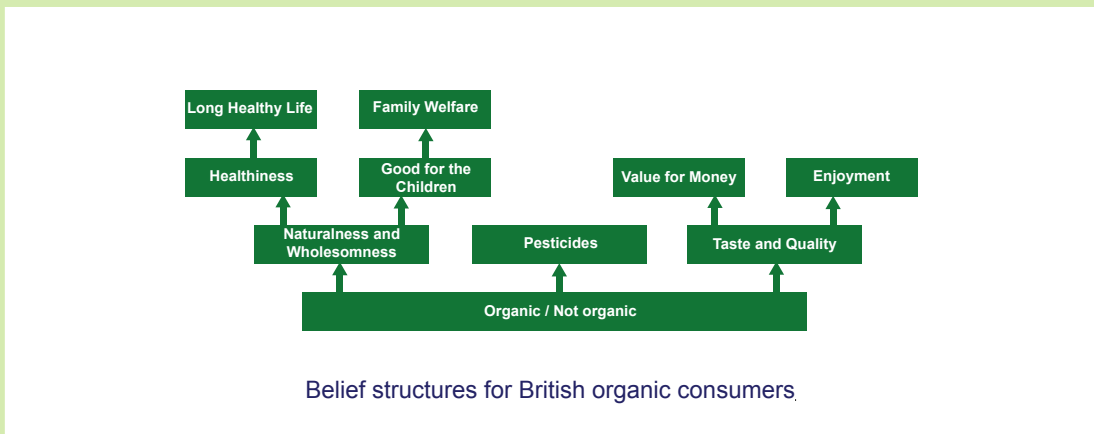 Long Healthy Life
Family Welfare
Healthiness
Good for the
Children
Value for Money
Enjoyment
Naturalness and
Wholesomness
Pesticides
Taste and Quality
Organic / Not organic
Belief structures for British organic consumers.